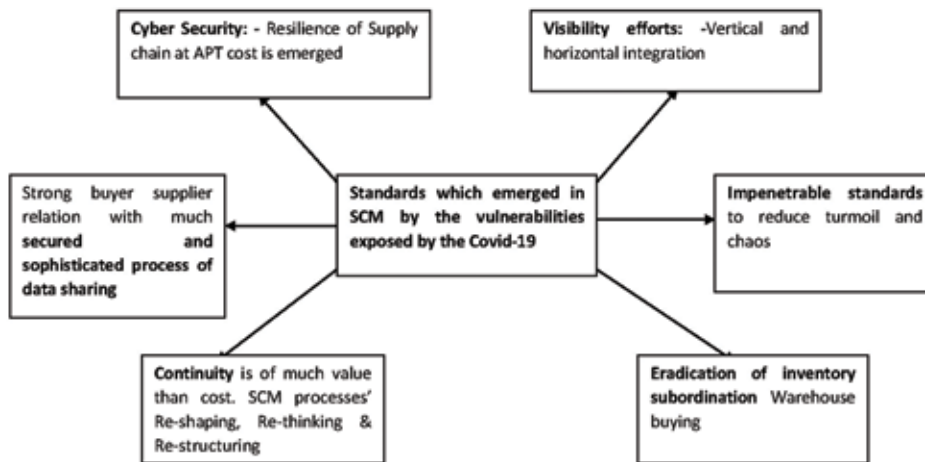 Cyber Security: - Resilience of Supply
chain at APT cost is emerged
Visibility efforts: -Vertical and
horizontal integration
Strong buyer supplier
relation with much
secured and
sophisticated process of
data sharing
Standards which emerged in
SCM by the vulnerabilities
exposed by the Covid-19
Impenetrable standards
to reduce turmoil and
chaos
Continuity is of much value
than cost. SCM processes’
Re-shaping, Re-thinking &
Re-structuring
Eradication of inventory
subordination Warehouse
buying